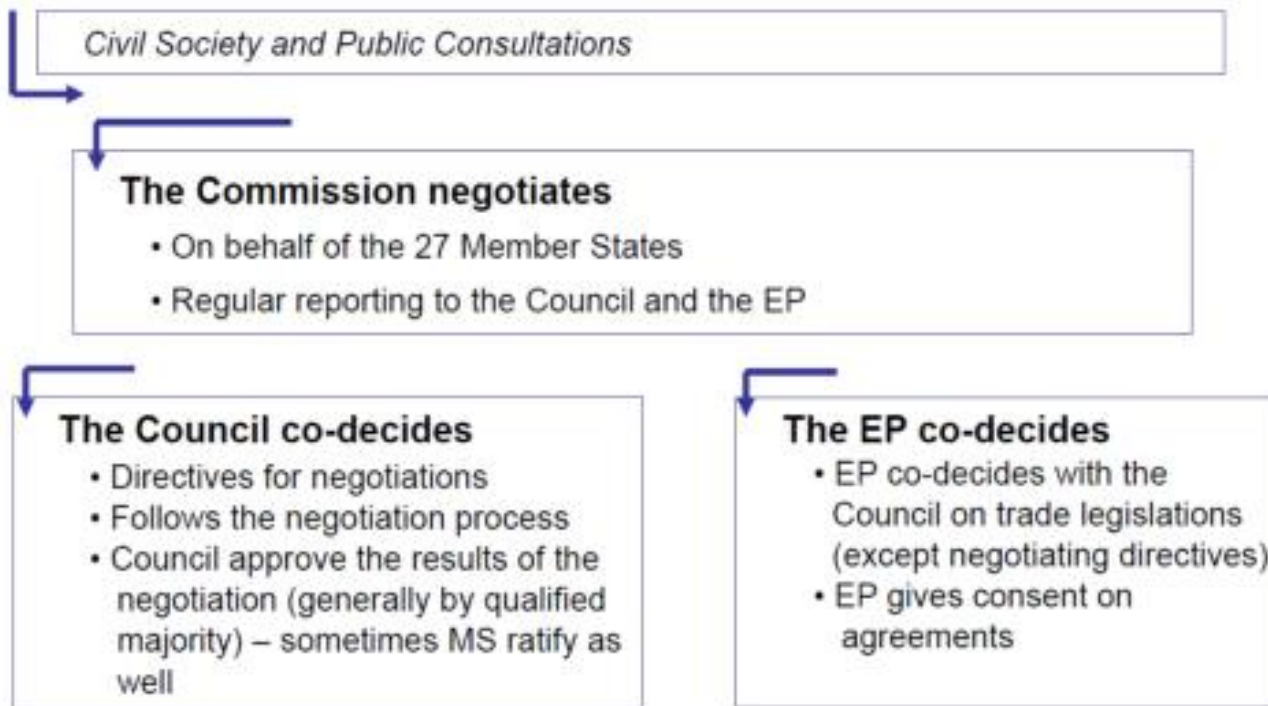 Civil Society and Public Consultations
The Commission negotiates
• On behalf of the 27 Member States
• Regular reporting to the Council and the EP
The Council co-decides
• Directives for negotiations
• Follows the negotiation process
• Council approve the results of the
negotiation (generally by qualified
majority) – sometimes MS ratify as
well
The EP co-decides
• EP co-decides with the
Council on trade legislations
(except negotiating directives)
• EP gives consent on
agreements